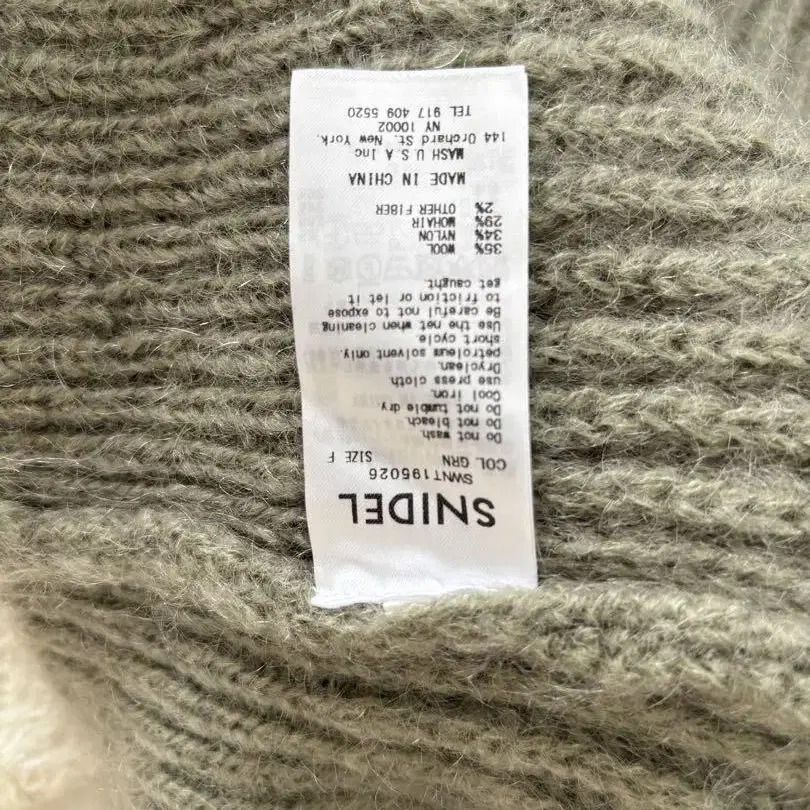 SNIDEL
SWNT195026
COL GRN SIZE F
Do not wash.
Do not bleach.
Do not tumble dry.
Cool iron.
use press cloth.
Dryclean.
petroleum solvent only.
short cycle.
Use the net when cleaning
Be careful not to expose
to friction or let it
get caught.
35% WOOL
34% NYLON
29% MOHAIR
2% OTHER FIBER
MADE IN CHINA
MASH U.S.A Inc
144 Orchard St. New York.
NY 10002
TEL 917 409 5520